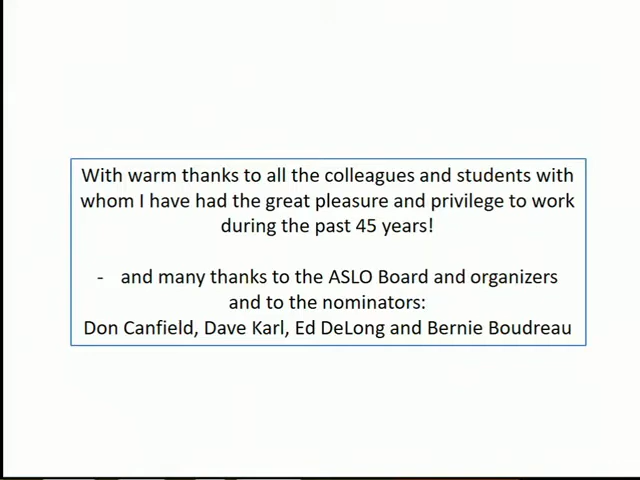 With warm thanks to all the colleagues and students with
whom I have had the great pleasure and privilege to work
during the past 45 years!
- and many thanks to the ASLO Board and organizers
and to the nominators:
Don Canfield, Dave Karl, Ed DeLong and Bernie Boudreau